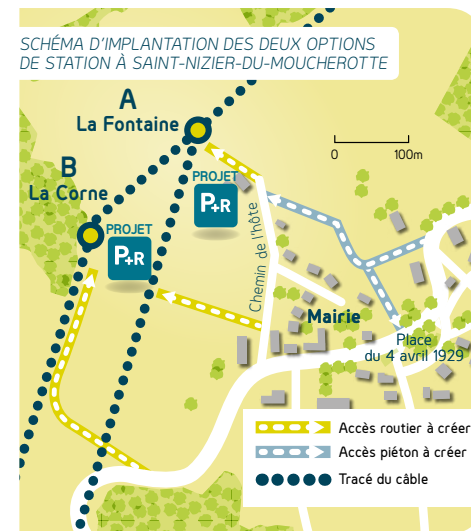 SCHÉMA D'IMPLANTATION DES DEUX OPTIONS
DE STATION À SAINT-NIZIER-DU-MOUCHEROTTE
A
La Fontaine
B
La Corne
PROJET
P+R
PROJET
P+R
0 100m
Chemin de l'hôte
Mairie
Place
du 4 avril 1929
Accès routier à créer
Accès piéton à créer
Tracé du câble